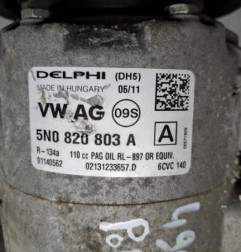 DELPHI (DH5)
MADE IN HUNGARY 06/11
VW AG 09S
5N0 820 803 A A
R-134a 110 cc PAG OIL RL-897 OR EQUIV.
01140562 02131233657.D 6CVC 140